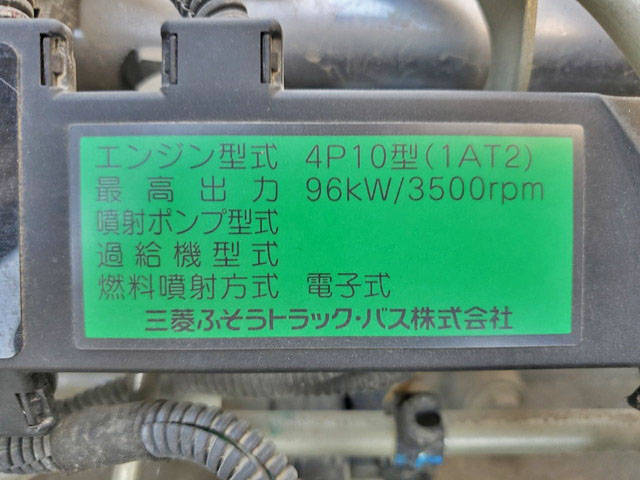 エンジン型式 4P10型(1AT2)
最高出力 96kW/3500rpm
噴射ポンプ型式
過給機型式
燃料噴射方式 電子式
三菱ふそうトラック・バス株式会社